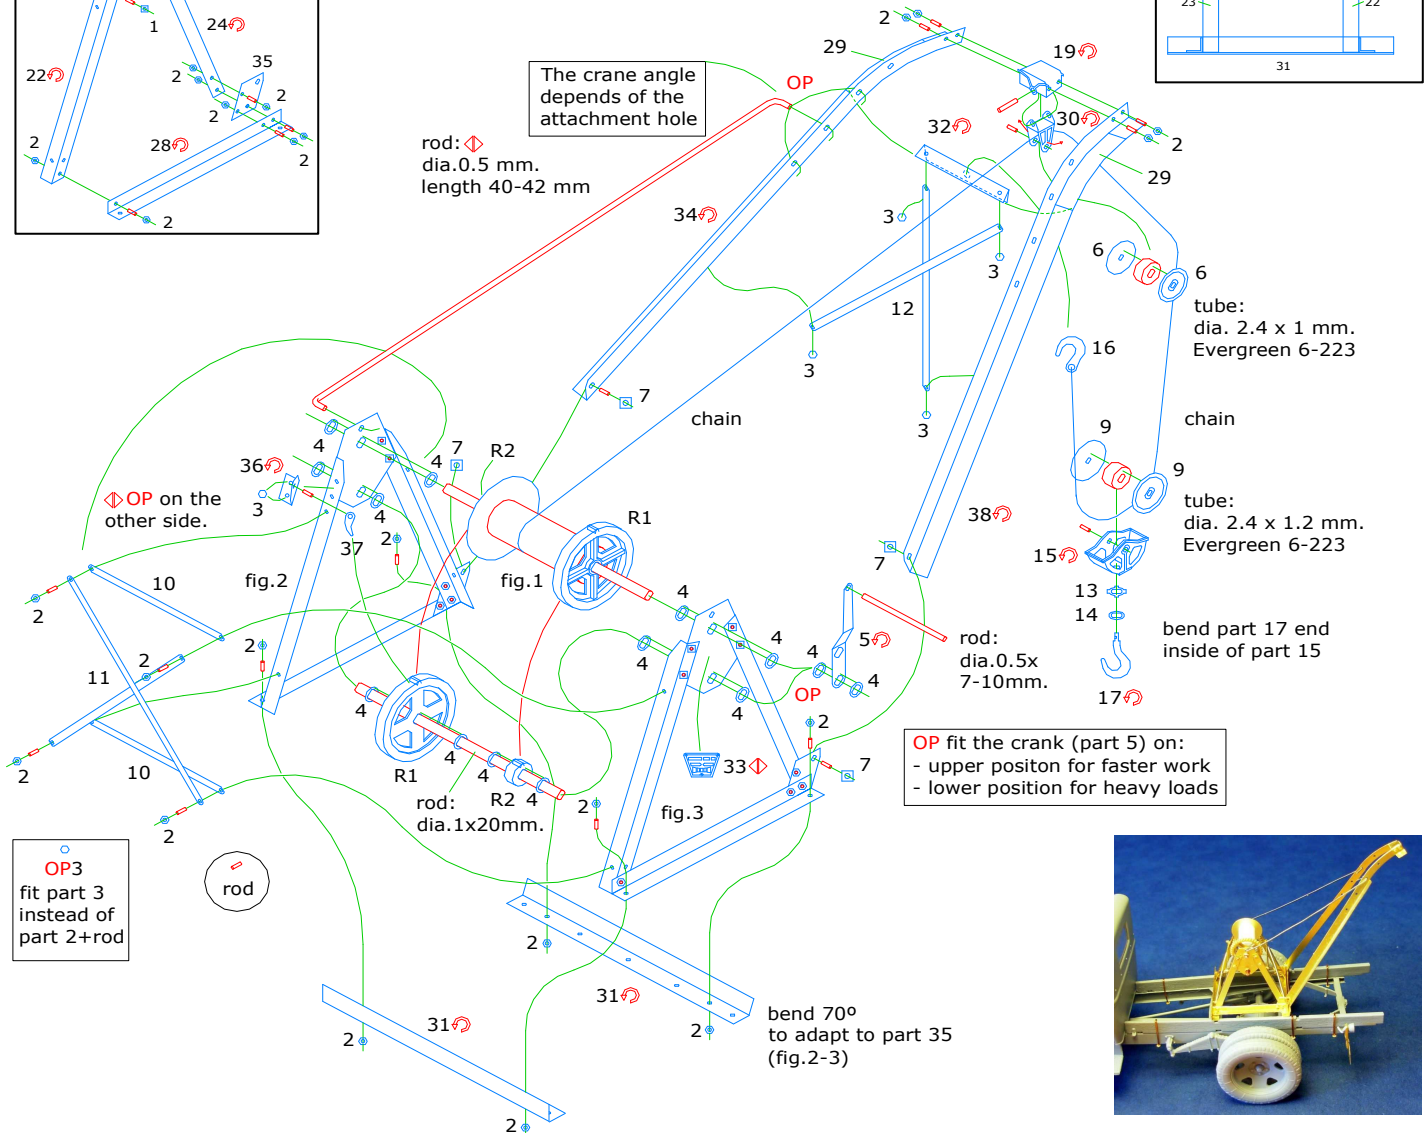 1
24
35
22
2
2
2
28
2
2
2
23
22
31
The crane angle
depends of the
attachment hole
rod:
dia.0.5 mm.
length 40-42 mm
OP
2
29
19
32
30
2
29
34
3
3
12
3
3
6
6
tube:
dia. 2.4 x 1 mm.
Evergreen 6-223
16
7
chain
chain
9
9
tube:
dia. 2.4 x 1.2 mm.
Evergreen 6-223
4
36
4
4
7
R2
3
4
37
2
OP on the
other side.
fig.2
fig.1
R1
38
7
15
13
14
17
bend part 17 end
inside of part 15
10
2
11
2
10
2
2
2
4
4
4
4
4
4
5
rod:
dia.0.5x
7-10mm.
OP
2
7
4
R1
4
4
R2
4
rod:
dia.1x20mm.
2
33
fig.3
OP fit the crank (part 5) on:
- upper positon for faster work
- lower position for heavy loads
OP3
fit part 3
instead of
part 2+rod
rod
2
31
2
bend 70º
to adapt to part 35
(fig.2-3)
31
2
2